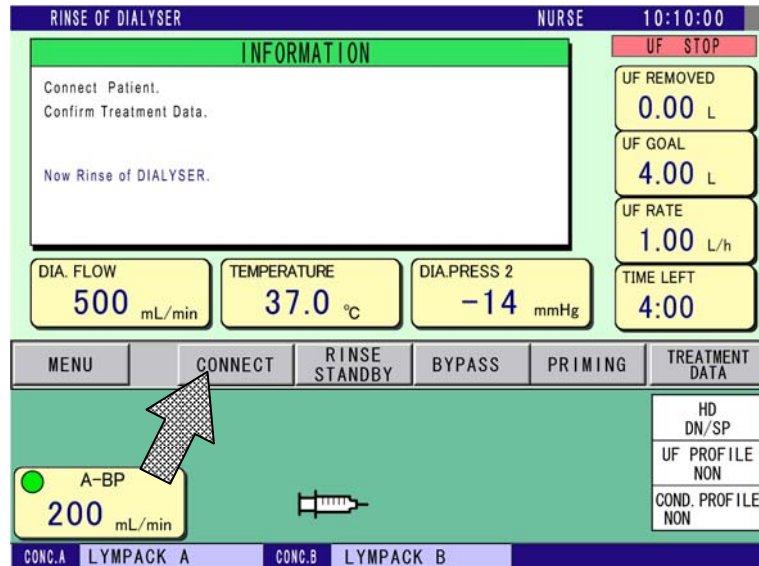 RINSE OF DIALYSER NURSE 10:10:00
INFORMATION
Connect Patient.
Confirm Treatment Data.
Now Rinse of DIALYSER.
UF STOP
UF REMOVED
0.00 L
UF GOAL
4.00 L
UF RATE
1.00 L/h
TIME LEFT
4:00
DIA. FLOW
500 mL/min
TEMPERATURE
37.0 °C
DIA.PRESS 2
−14 mmHg
MENU
CONNECT
RINSE
STANDBY
BYPASS
PRIMING
TREATMENT
DATA
HD
DN/SP
UF PROFILE
NON
COND. PROFILE
NON
A-BP
200 mL/min
CONC.A LYMPACK A CONC.B LYMPACK B